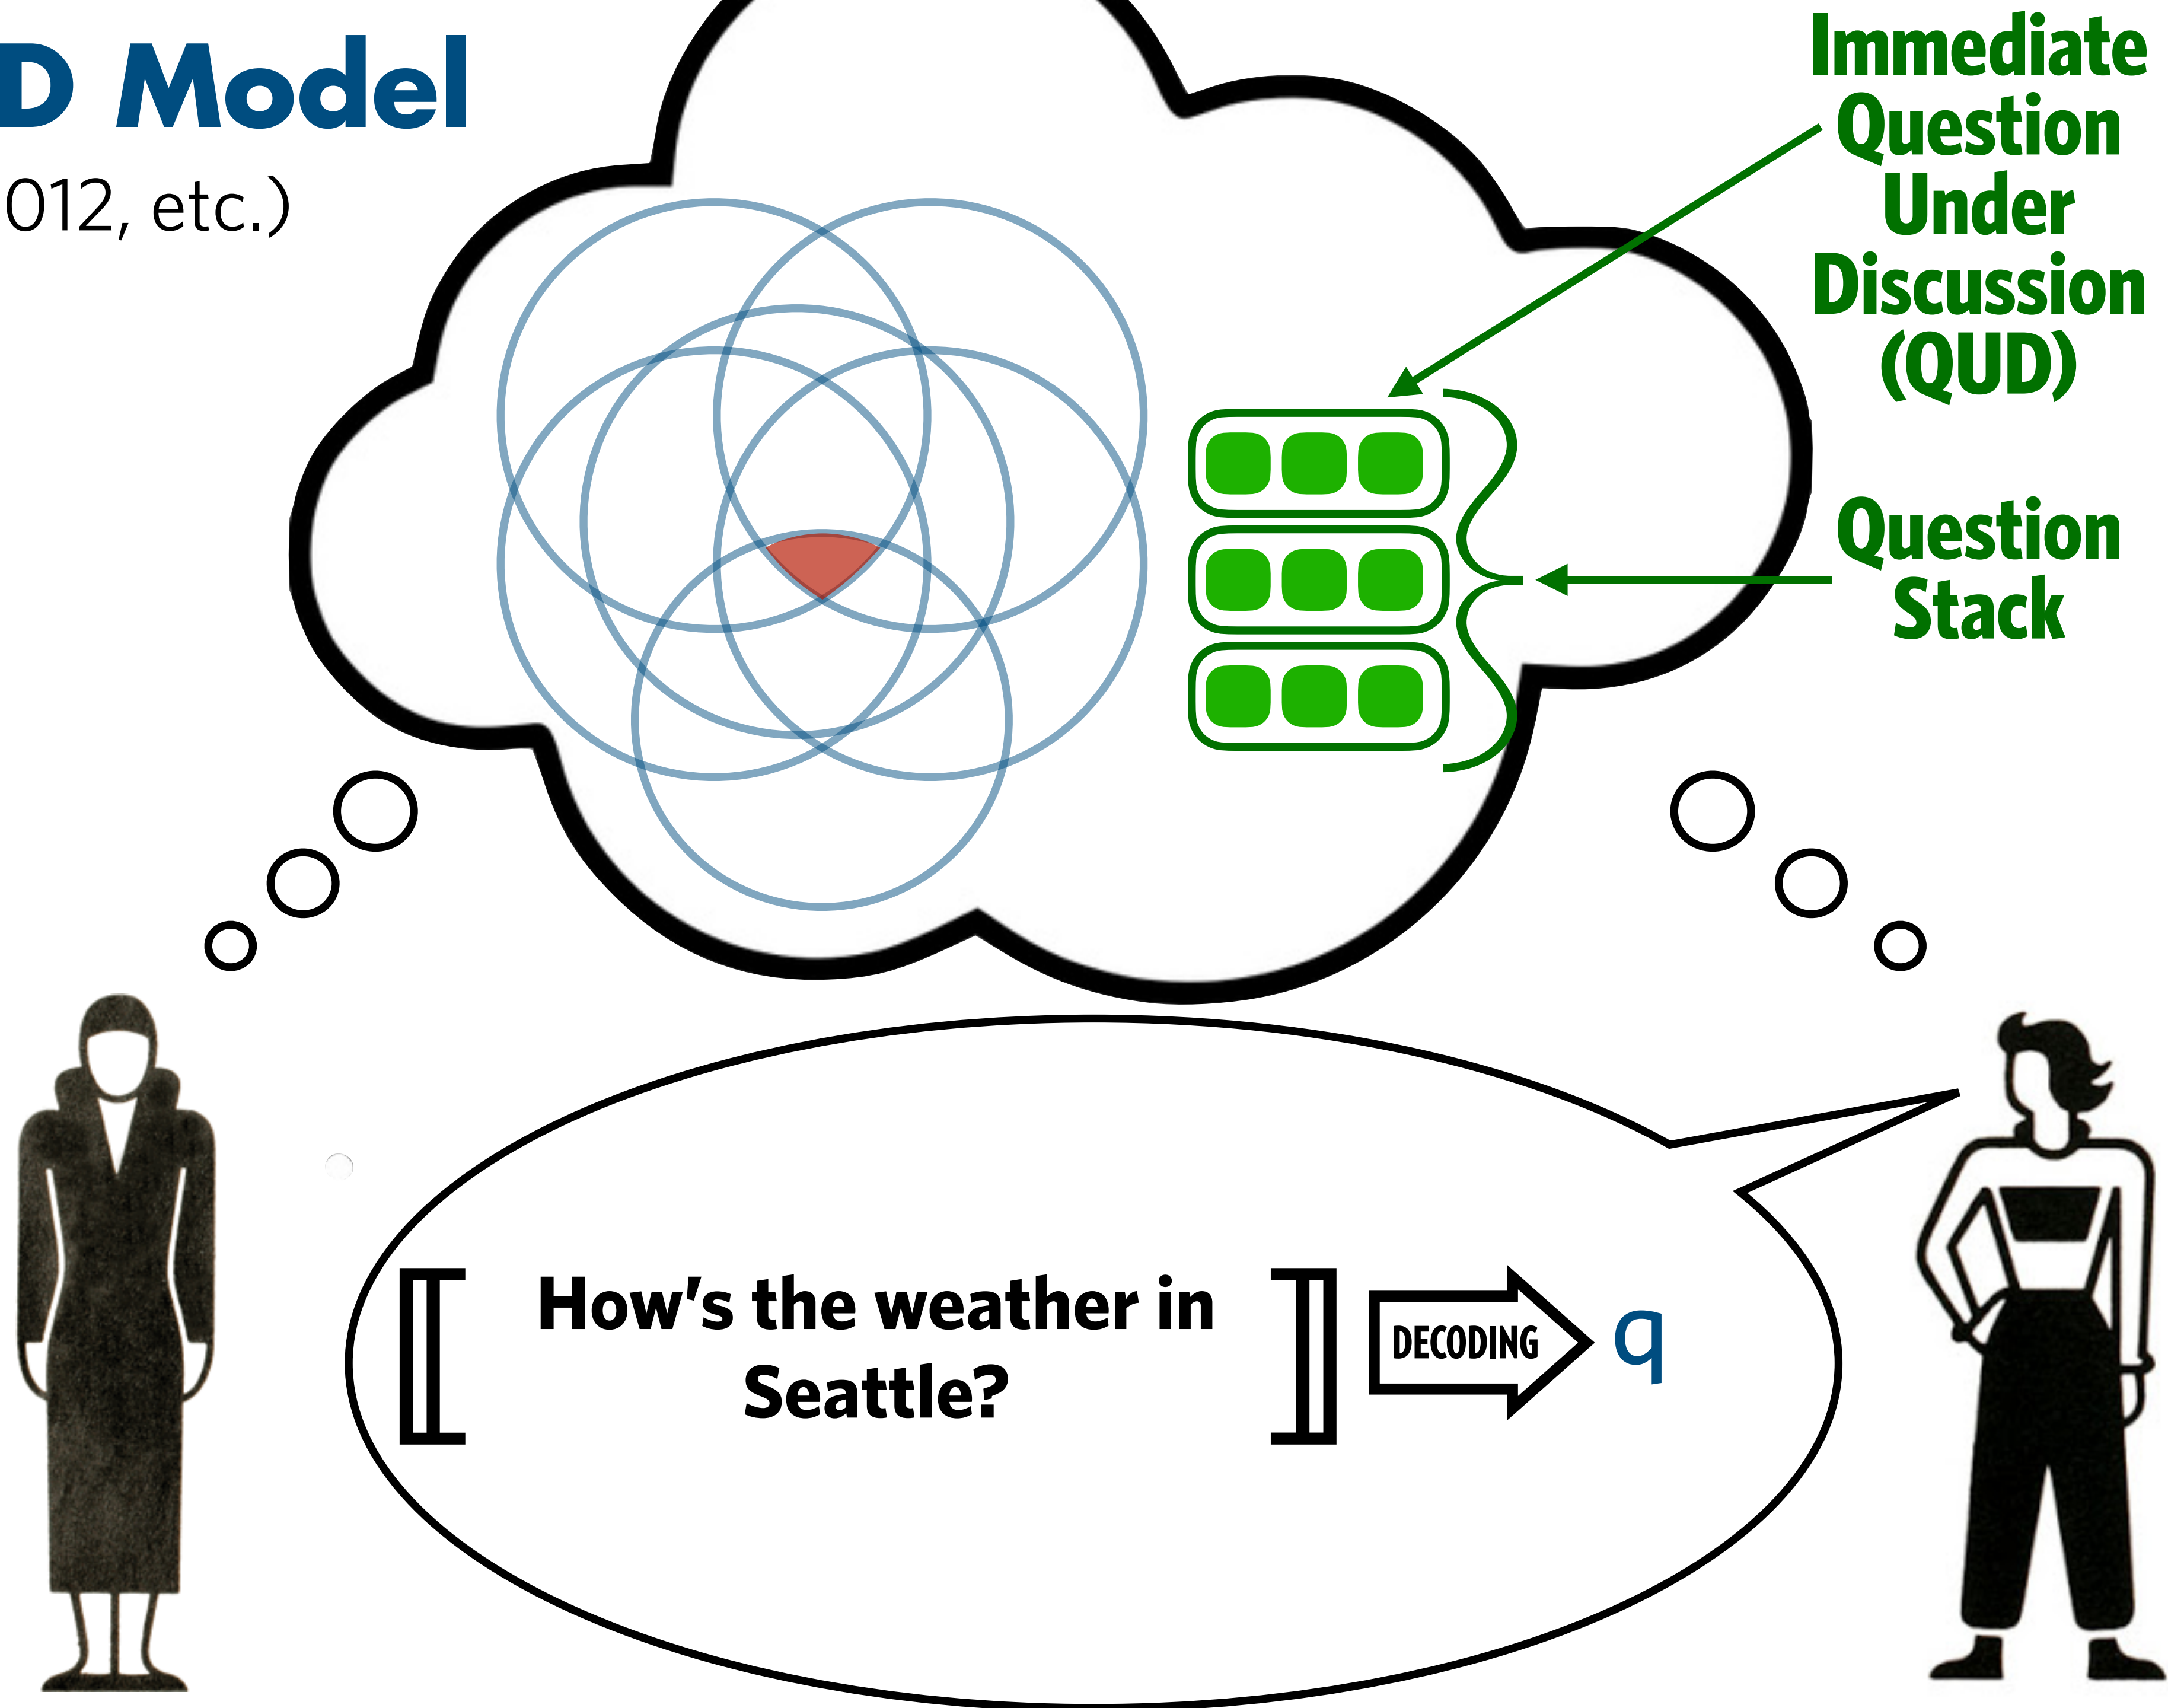 D Model
012, etc.)
Immediate
Question
Under
Discussion
(QUD)
Question
Stack
How's the weather in
Seattle?
DECODING
q